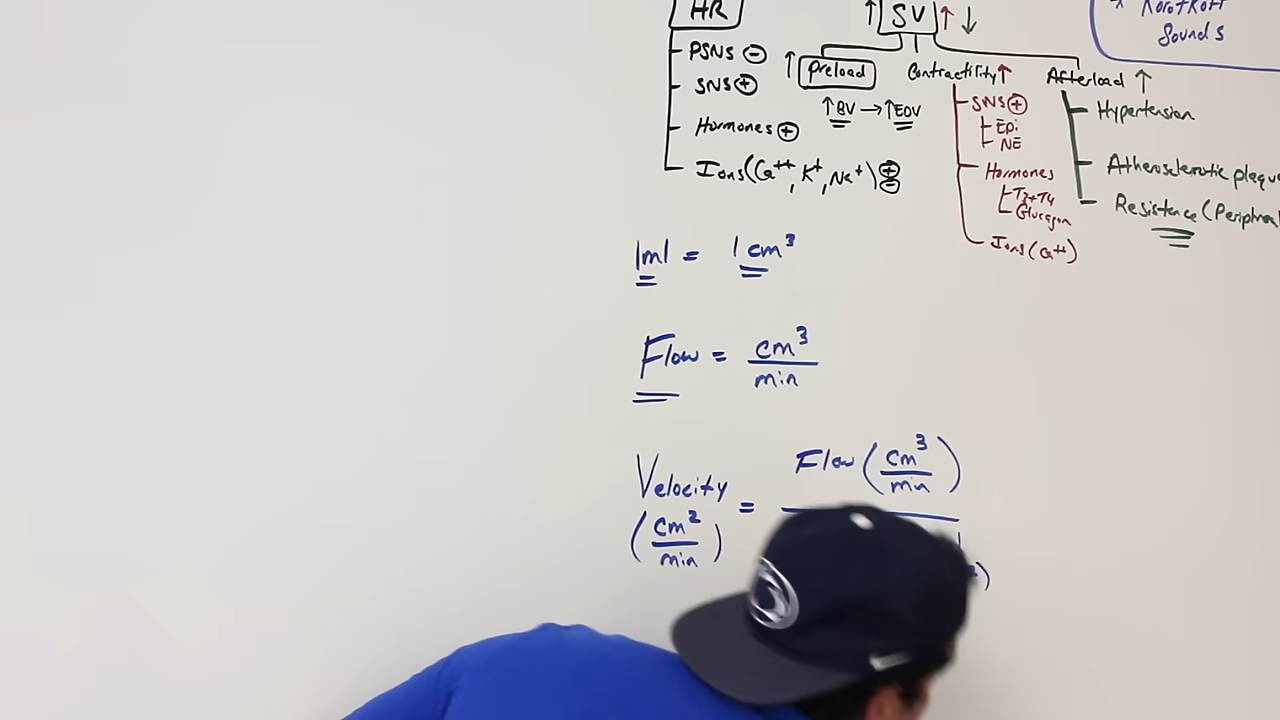 HR
PSNS ⊖
SNS ⊕
Hormones ⊕
Ions (Ca++, K+, Na+) ⊕ ⊖
↑ SV ↑ ↓
↑ Preload
↑BV → ↑EDV
Contractility ↑
SNS ⊕
Epi
NE
Hormones
T3+T4
Glucagon
Ions (Ca++)
Afterload ↑
Hypertension
Atherosclerotic plaque
Resistence (Peripheral
→ Korotkoff
Sounds
1ml = 1cm³
Flow = cm³
min
Velocity (cm²
min) = Flow (cm³
min)
)